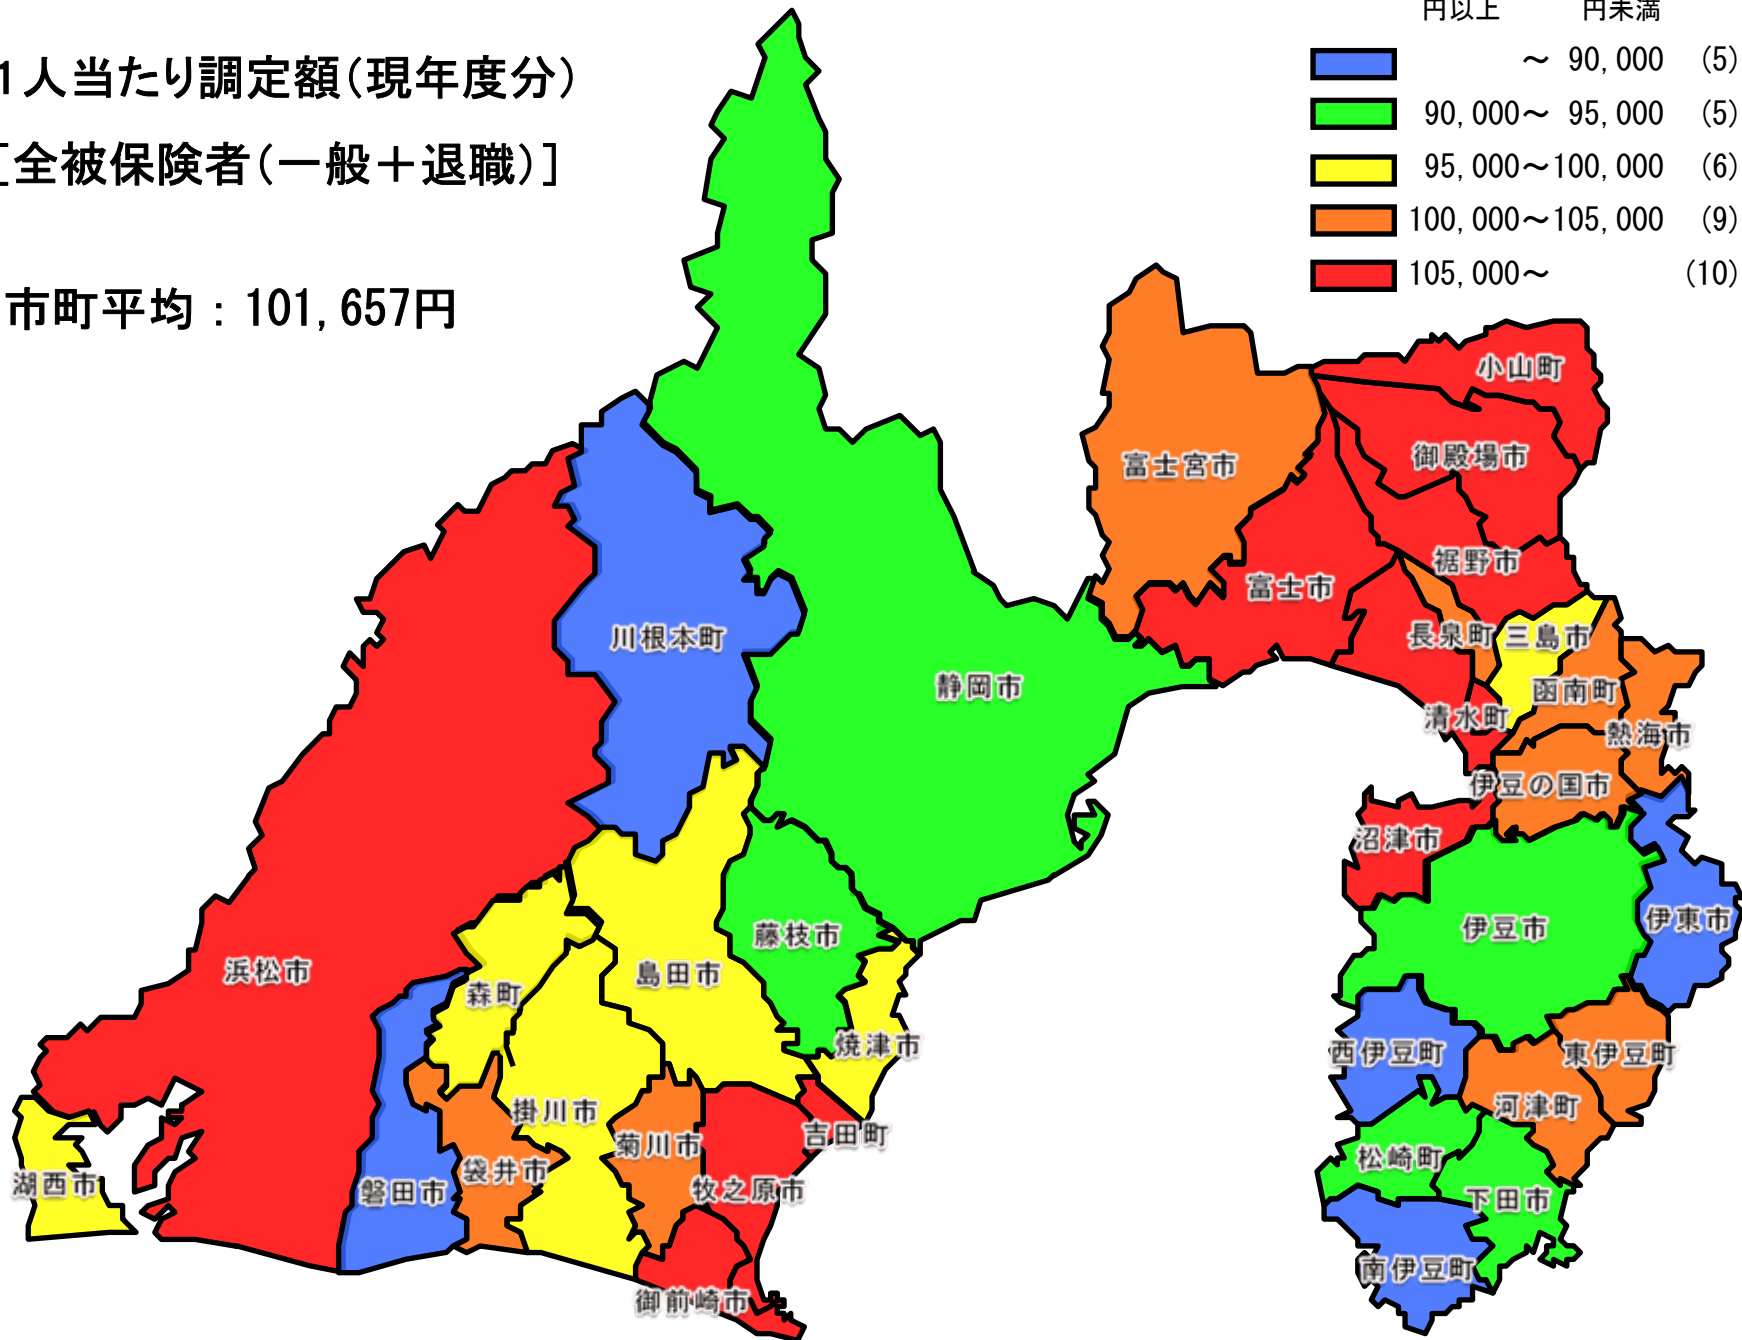 円以上 円未満
1人当たり調定額(現年度分)
～ 90,000 (5)
90,000～ 95,000 (5)
[全被保険者(一般＋退職)]
95,000～100,000 (6)
100,000～105,000 (9)
105,000～ (10)
市町平均：101,657円
小山町
御殿場市
富士宮市
裾野市
富士市
川根本町
長泉町
三島市
静岡市
函南町
清水町
熱海市
伊豆の国市
沼津市
伊東市
伊豆市
藤枝市
浜松市
島田市
森町
焼津市
西伊豆町
東伊豆町
掛川市
河津町
菊川市
吉田町
松崎町
袋井市
湖西市
磐田市
牧之原市
下田市
南伊豆町
御前崎市